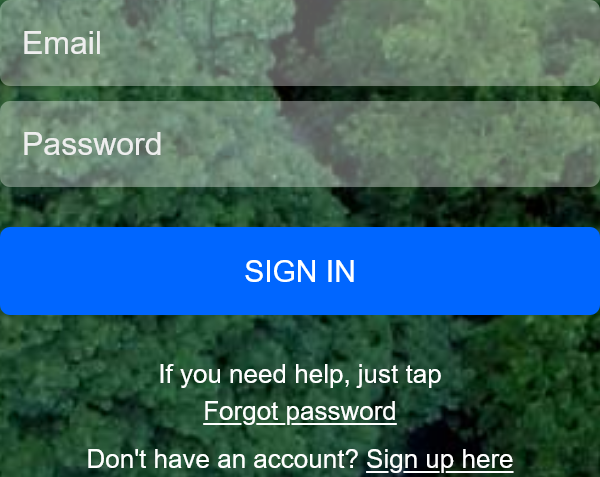 Email
Password
SIGN IN
If you need help, just tap
Forgot password
Don't have an account? Sign up here